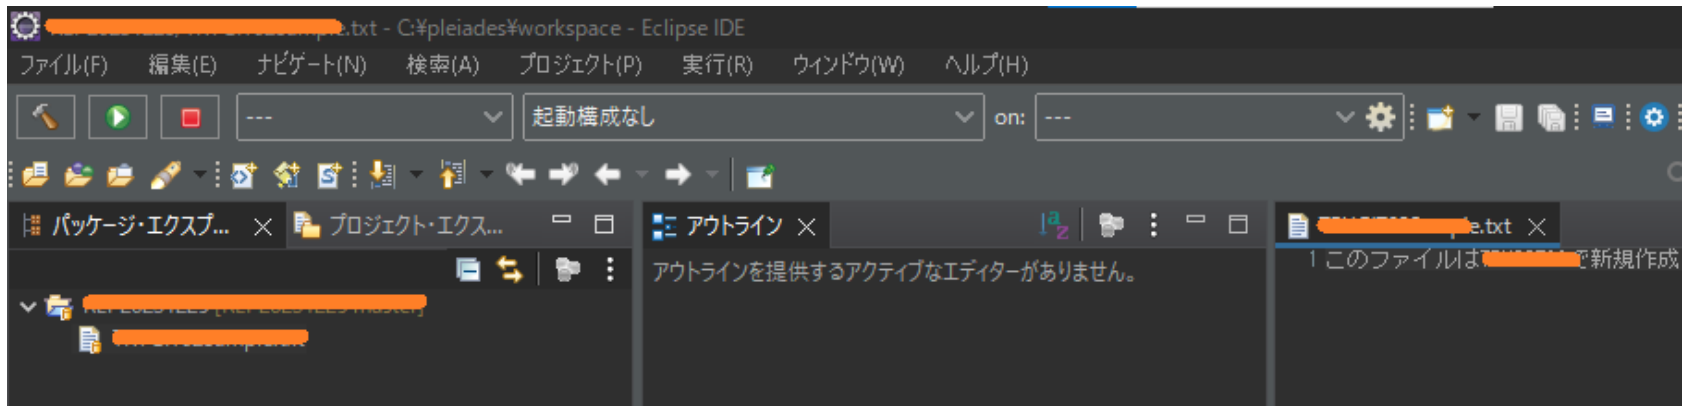 .txt - C:¥pleiades¥workspace - Eclipse IDE
ファイル(F) 編集(E) ナビゲート(N) 検索(A) プロジェクト(P) 実行(R) ウィンドウ(W) ヘルプ(H)
--- 起動構成なし on: ---
パッケージ・エクスプ... プロジェクト・エクス...
アウトライン
e.txt
アウトラインを提供するアクティブなエディターがありません。
1 このファイルは で新規作成